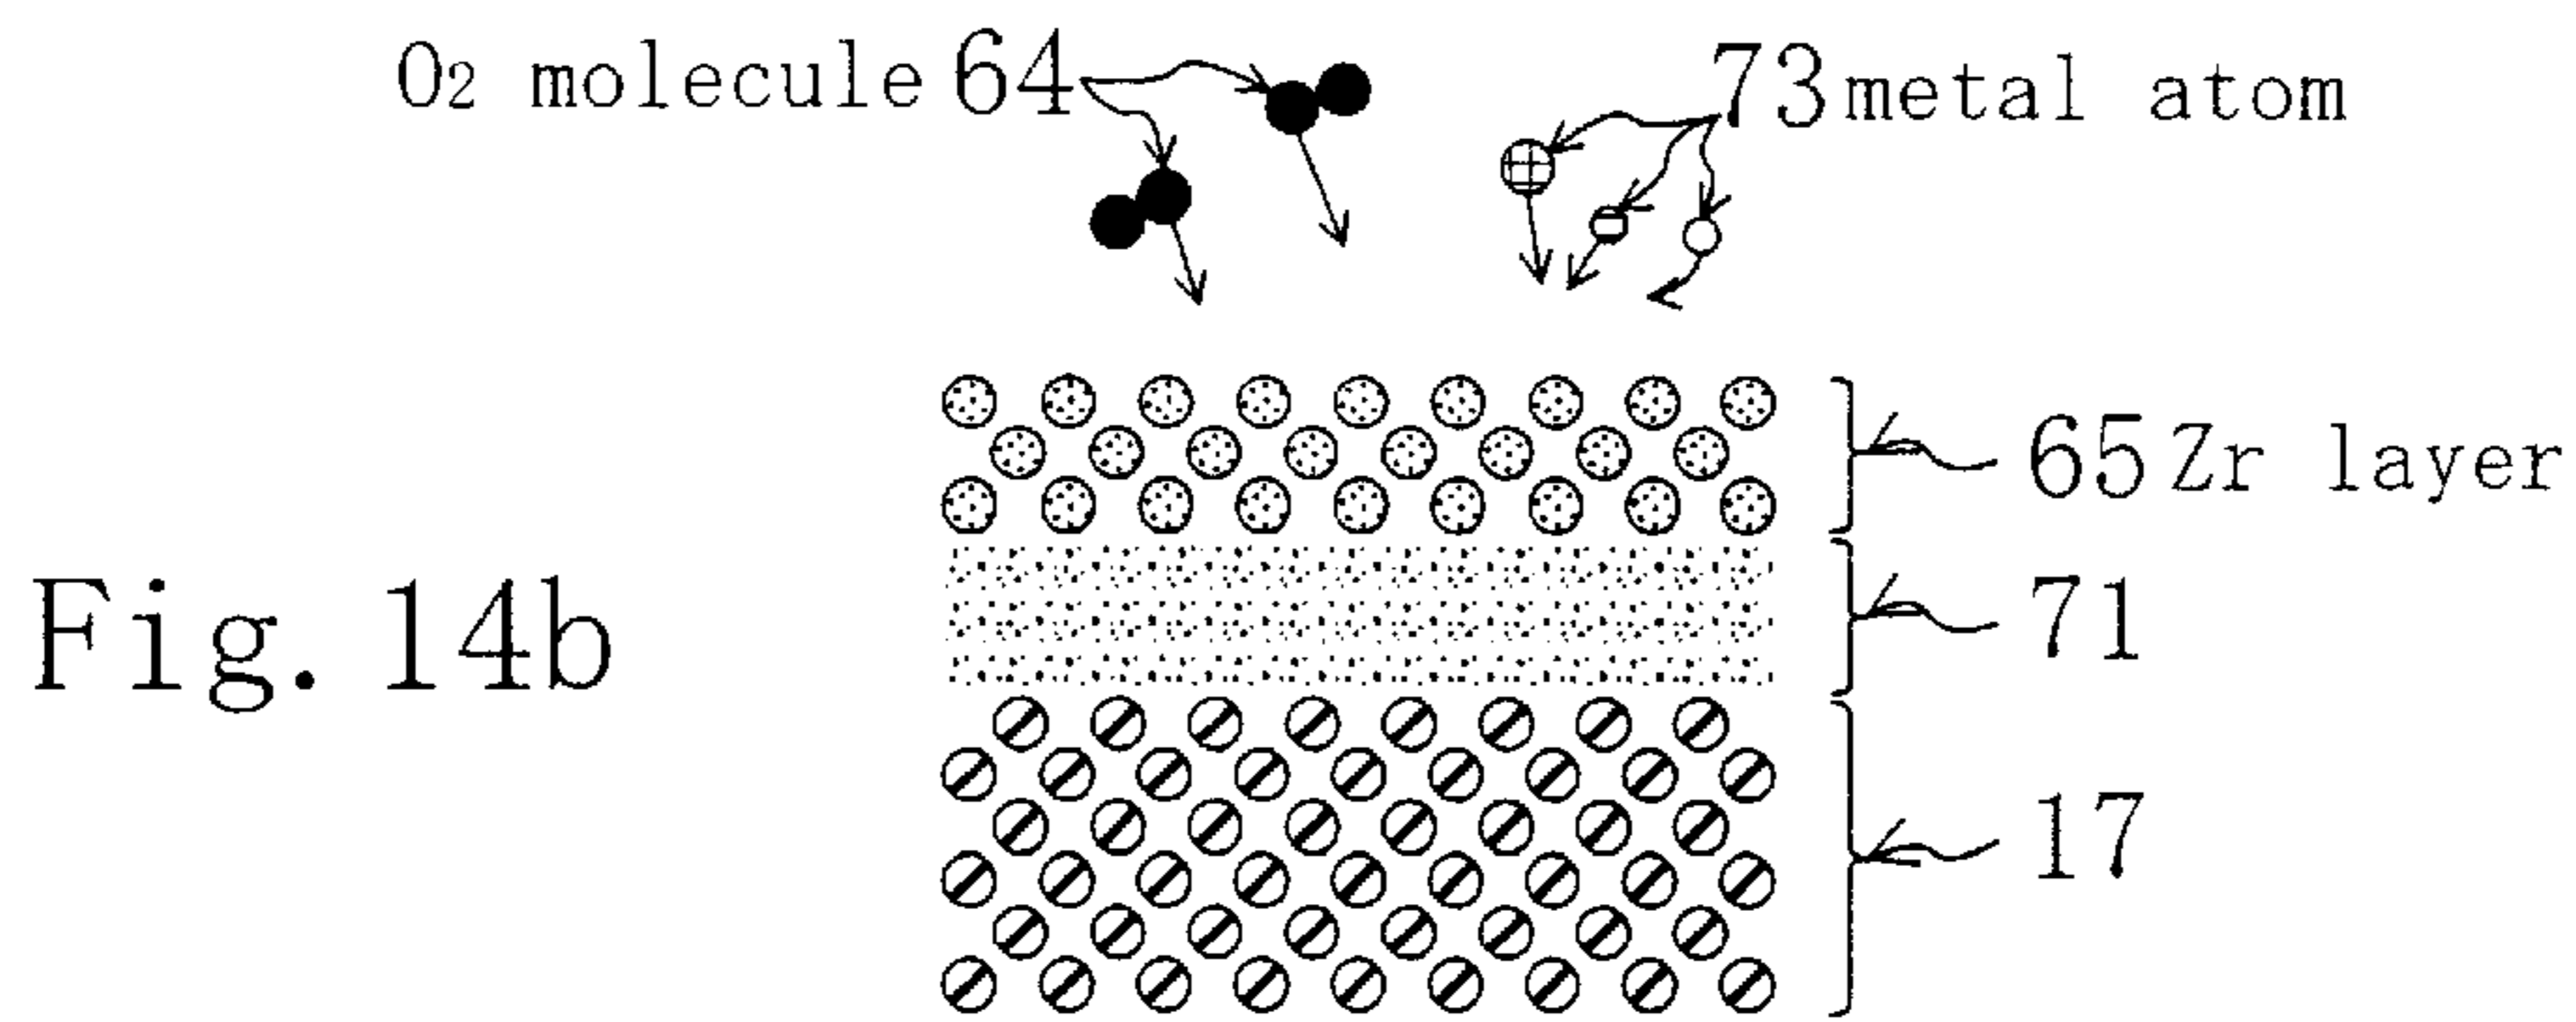 O2 molecule 64
73 metal atom
65 Zr layer
71
Fig. 14b
17